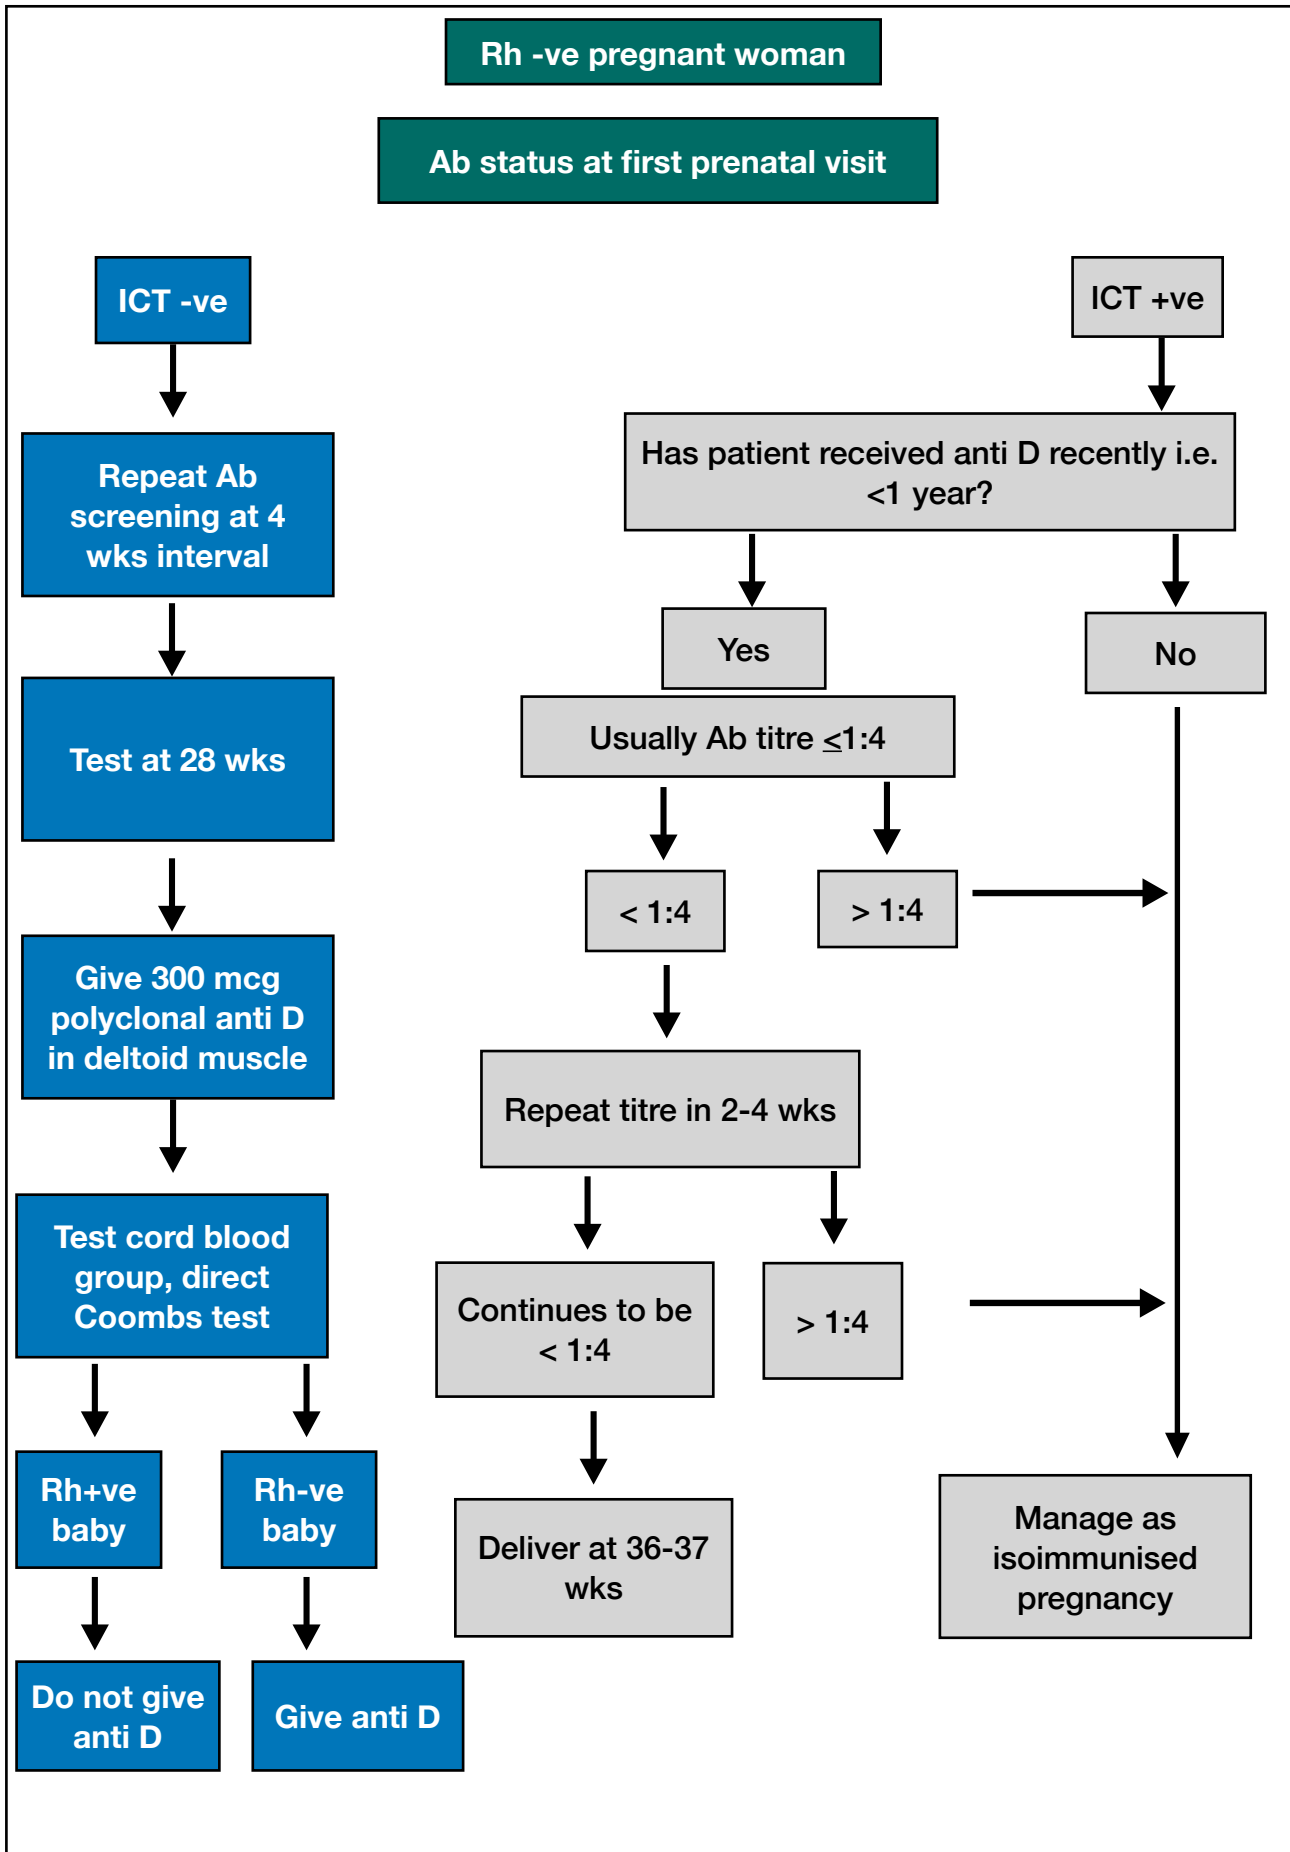 Rh -ve pregnant woman
Ab status at first prenatal visit
ICT -ve
Repeat Ab
screening at 4
wks interval
Test at 28 wks
Give 300 mcg
polyclonal anti D
in deltoid muscle
Test cord blood
group, direct
Coombs test
Rh+ve
baby
Rh-ve
baby
Do not give
anti D
Give anti D
ICT +ve
Has patient received anti D recently i.e.
<1 year?
Yes
No
Usually Ab titre ≤1:4
< 1:4
> 1:4
Repeat titre in 2-4 wks
Continues to be
< 1:4
> 1:4
Deliver at 36-37
wks
Manage as
isoimmunised
pregnancy